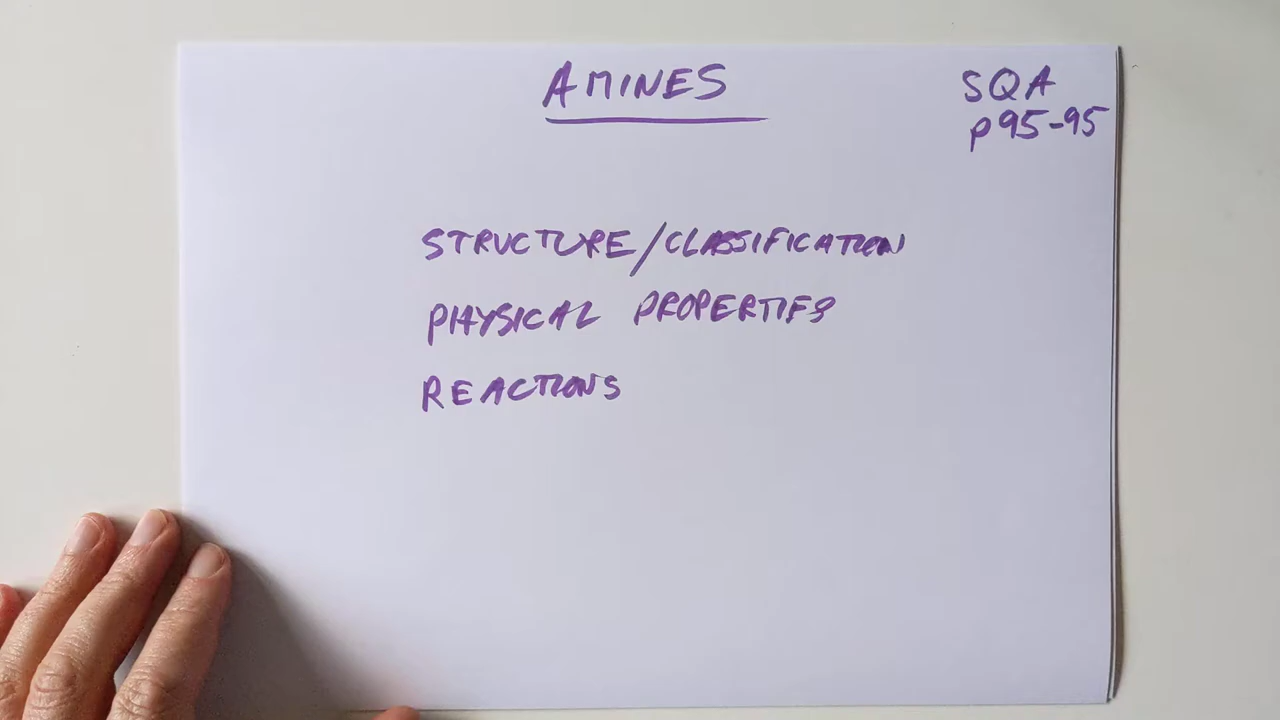 AMINES
SQA
p95-95
STRUCTURE/CLASSIFICATION
PHYSICAL PROPERTIES
REACTIONS